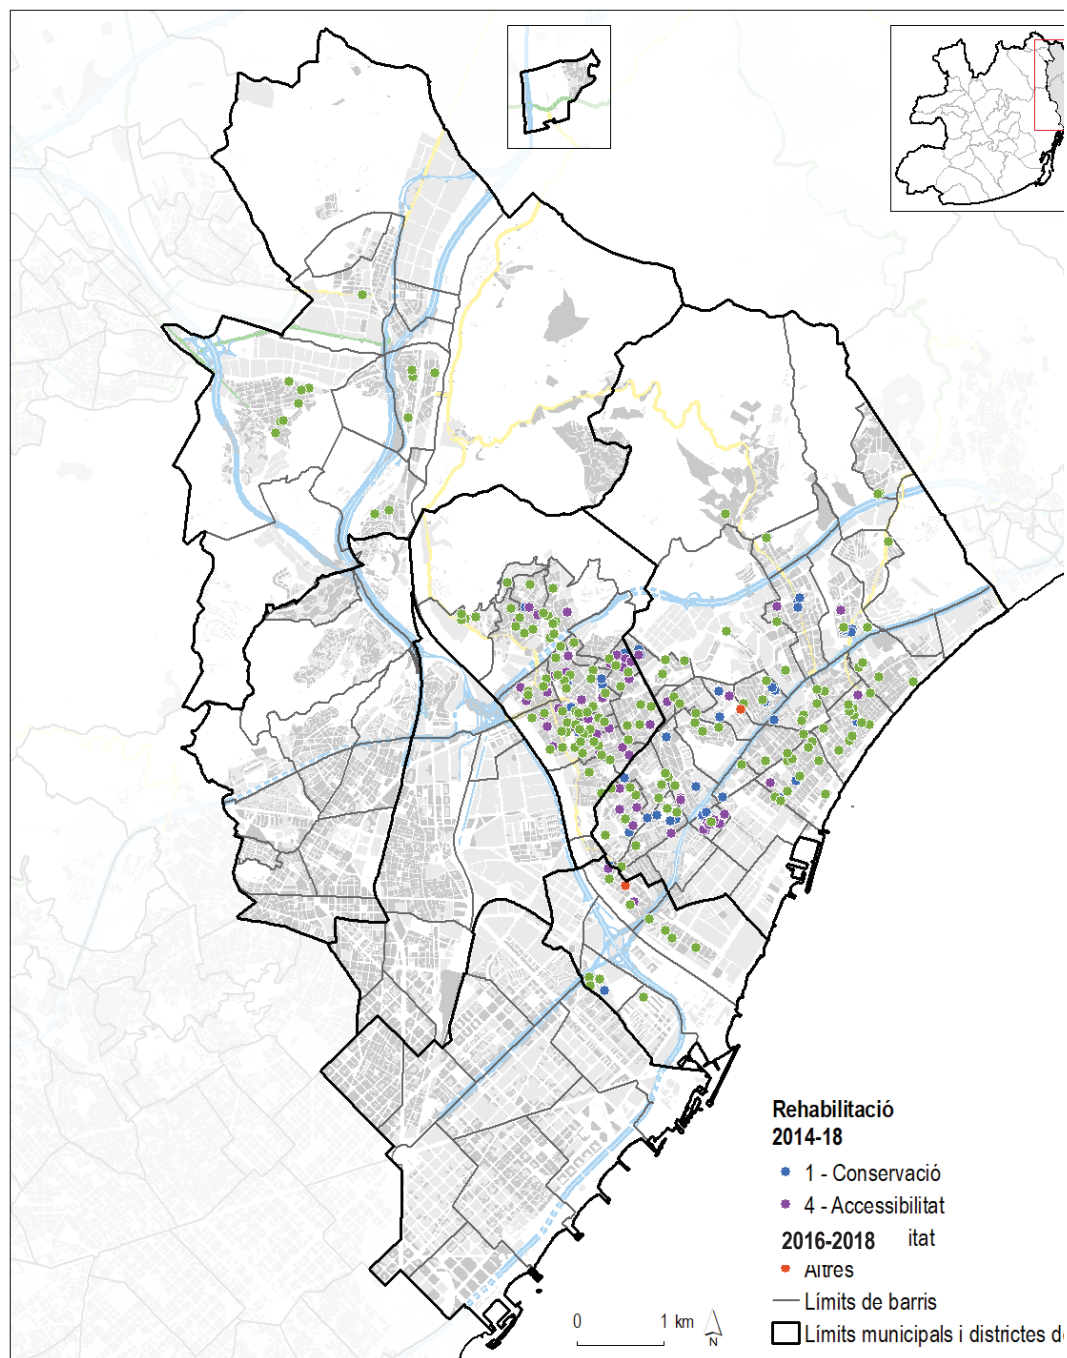 Rehabilitació
2014-18
1 - Conservació
4 - Accessibilitat
2016-2018 itat
Altres
Límits de barris
Límits municipals i districtes d
0 1 km
N